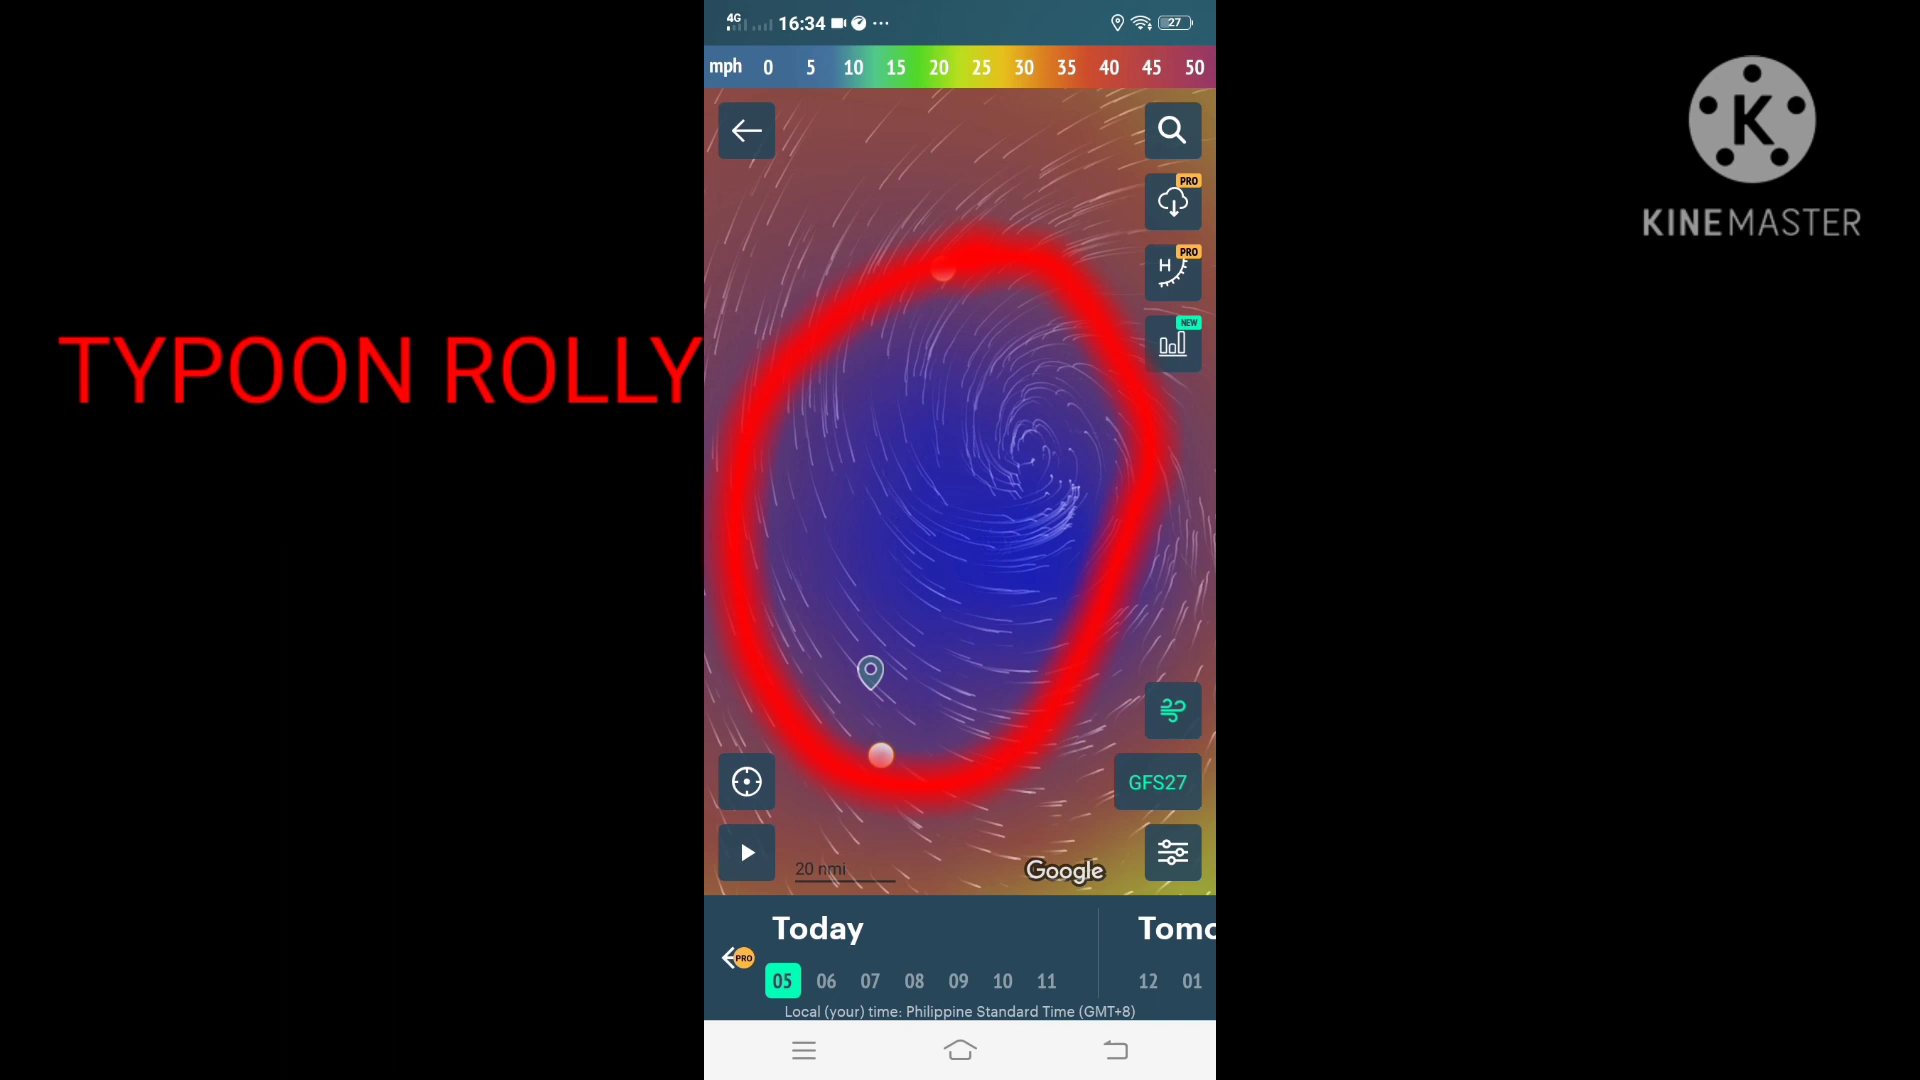 4G 16:34 27
mph 0 5 10 15 20 25 30 35 40 45 50
K
KINEMASTER
PRO
PRO
H
NEW
TYPOON ROLLY
GFS27
20 nmi
Google
Today Tomo
PRO
05 06 07 08 09 10 11 12 01
Local (your) time: Philippine Standard Time (GMT+8)